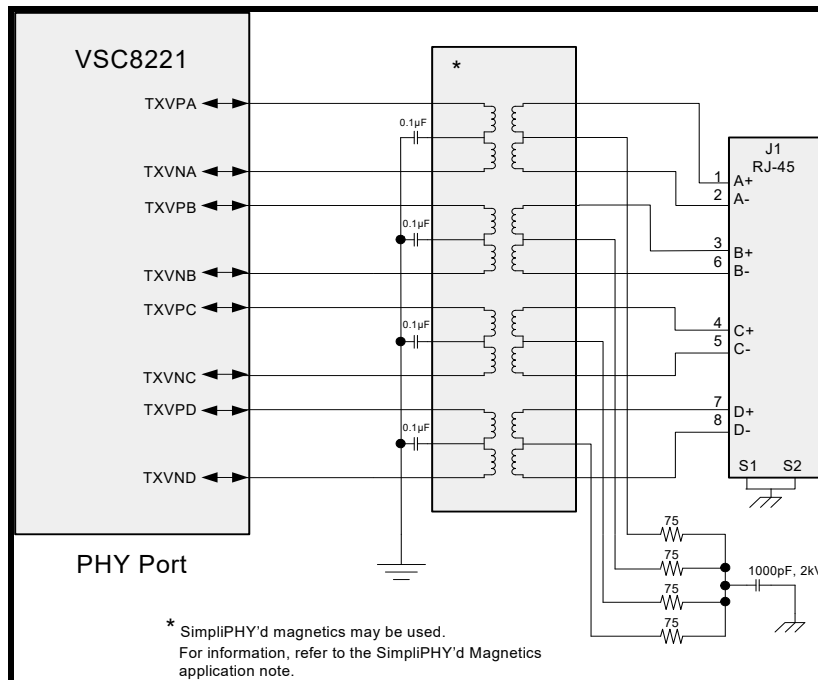 VSC8221
TXVPA
TXVNA
TXVPB
TXVNB
TXVPC
TXVNC
TXVPD
TXVND
PHY Port
*
0.1µF
0.1µF
0.1µF
0.1µF
J1
RJ-45
1 A+
2 A-
3 B+
6 B-
4 C+
5 C-
7 D+
8 D-
S1 S2
75
75
75
75
1000pF, 2kV
* SimpliPHY'd magnetics may be used.
For information, refer to the SimpliPHY'd Magnetics
application note.